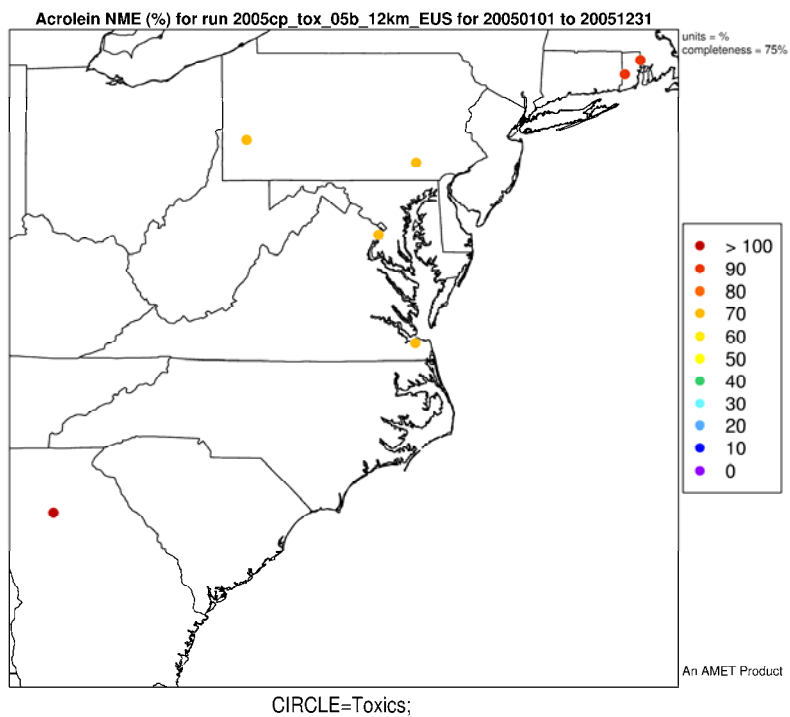 Acrolein NME (%) for run 2005cp_tox_05b_12km_EUS for 20050101 to 20051231
units = %
completeness = 75%
> 100
90
80
70
60
50
40
30
20
10
0
An AMET Product
CIRCLE=Toxics;